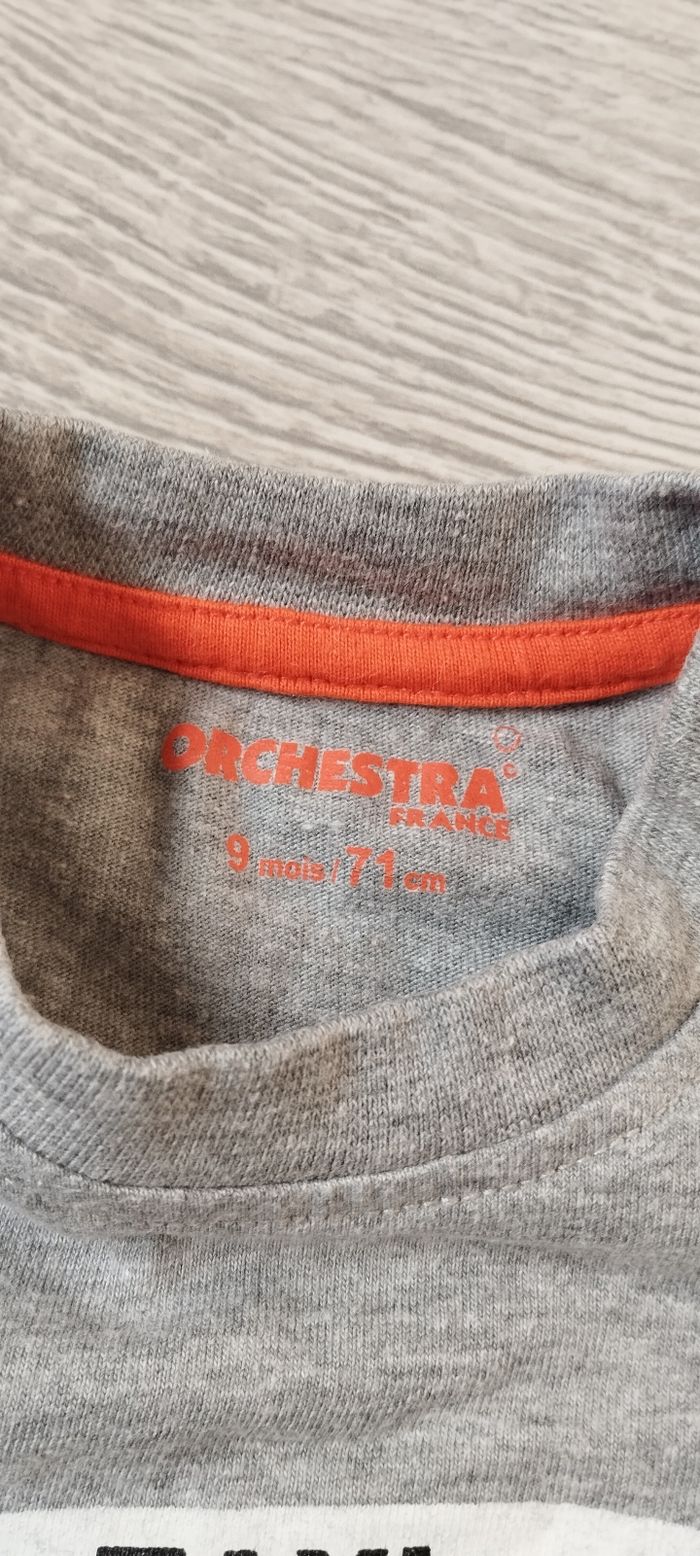 ORCHESTRA
FRANCE
9 mois / 71 cm